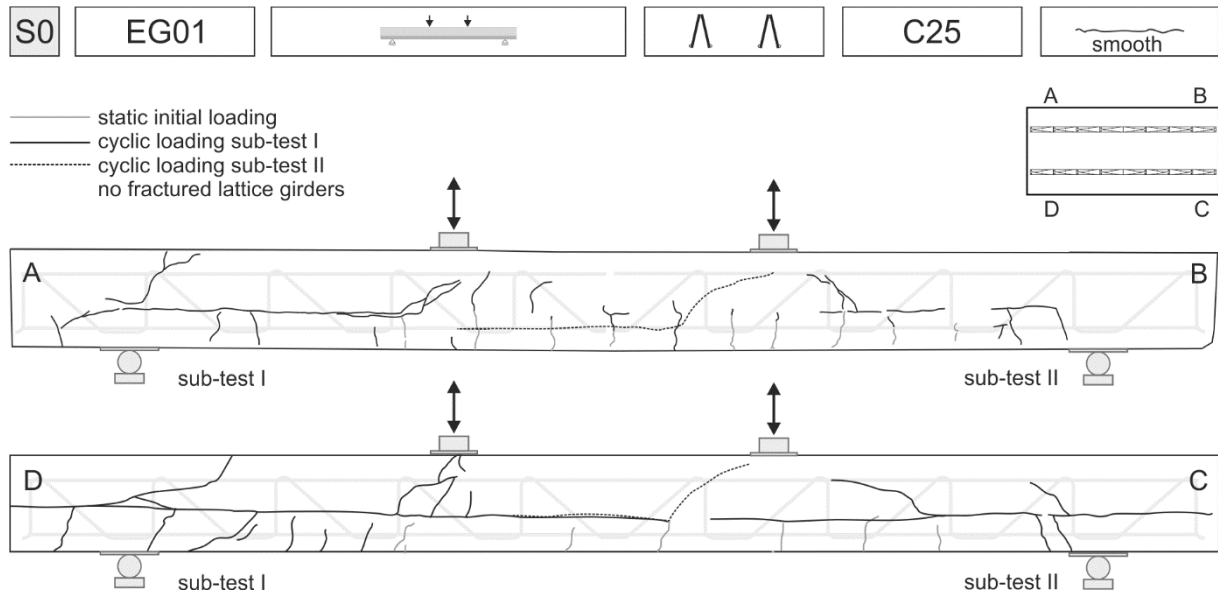 S0
EG01
C25
smooth
static initial loading
cyclic loading sub-test I
cyclic loading sub-test II
no fractured lattice girders
A
B
D
C
A
B
sub-test I
sub-test II
D
C
sub-test I
sub-test II